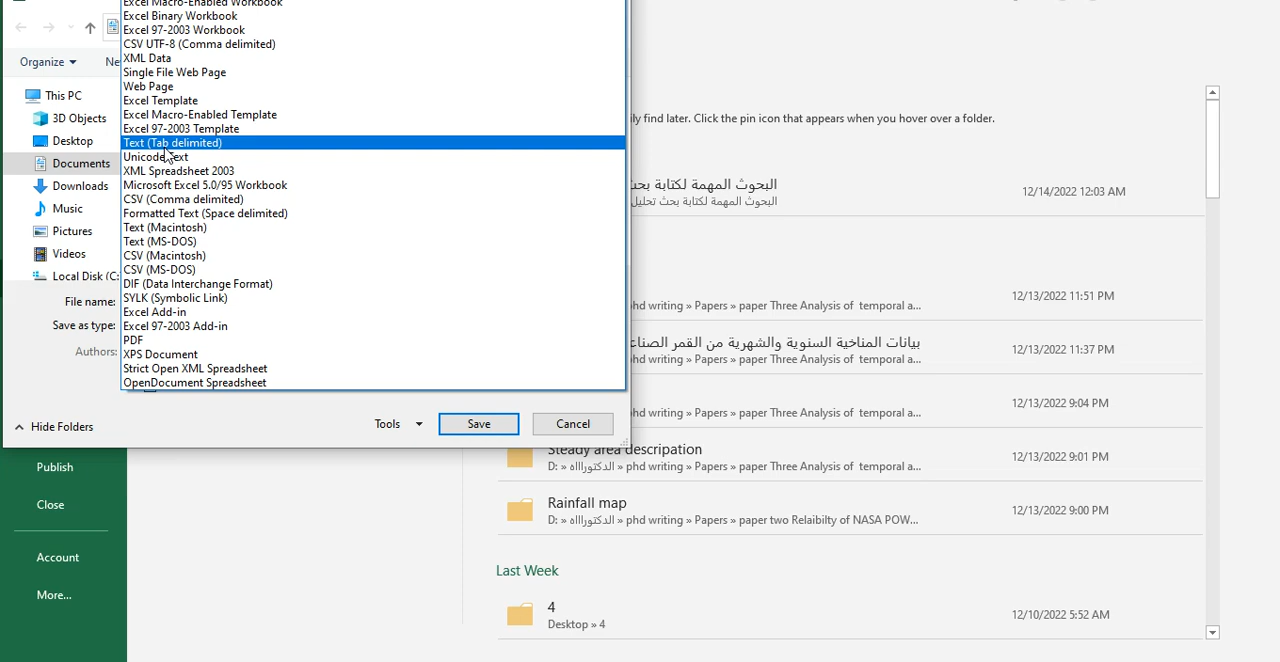 Excel Macro-Enabled Workbook
Excel Binary Workbook
Excel 97-2003 Workbook
CSV UTF-8 (Comma delimited)
XML Data
Single File Web Page
Web Page
Excel Template
Excel Macro-Enabled Template
Excel 97-2003 Template
Text (Tab delimited)
Unicode Text
XML Spreadsheet 2003
Microsoft Excel 5.0/95 Workbook
CSV (Comma delimited)
Formatted Text (Space delimited)
Text (Macintosh)
Text (MS-DOS)
CSV (Macintosh)
CSV (MS-DOS)
DIF (Data Interchange Format)
SYLK (Symbolic Link)
Excel Add-in
Excel 97-2003 Add-in
PDF
XPS Document
Strict Open XML Spreadsheet
OpenDocument Spreadsheet
Organize
This PC
3D Objects
Desktop
Documents
Downloads
Music
Pictures
Videos
Local Disk (C:
File name:
Save as type:
Authors:
Hide Folders
Tools
Save
Cancel
Publish
Close
Account
More...
find later. Click the pin icon that appears when you hover over a folder.
البحوث المهمة لكتابة بحث
البحوث المهمة لكتابة بحث تحليل
12/14/2022 12:03 AM
phd writing » Papers » paper Three Analysis of temporal a...
12/13/2022 11:51 PM
بيانات المناخية السنوية والشهرية من القمر
phd writing » Papers » paper Three Analysis of temporal a...
12/13/2022 11:37 PM
phd writing » Papers » paper Three Analysis of temporal a...
12/13/2022 9:04 PM
Steady area descripation
D: » الدكتوراااه » phd writing » Papers » paper Three Analysis of temporal a...
12/13/2022 9:01 PM
Rainfall map
D: » الدكتوراااه » phd writing » Papers » paper two Relaibilty of NASA POW...
12/13/2022 9:00 PM
Last Week
4
Desktop » 4
12/10/2022 5:52 AM